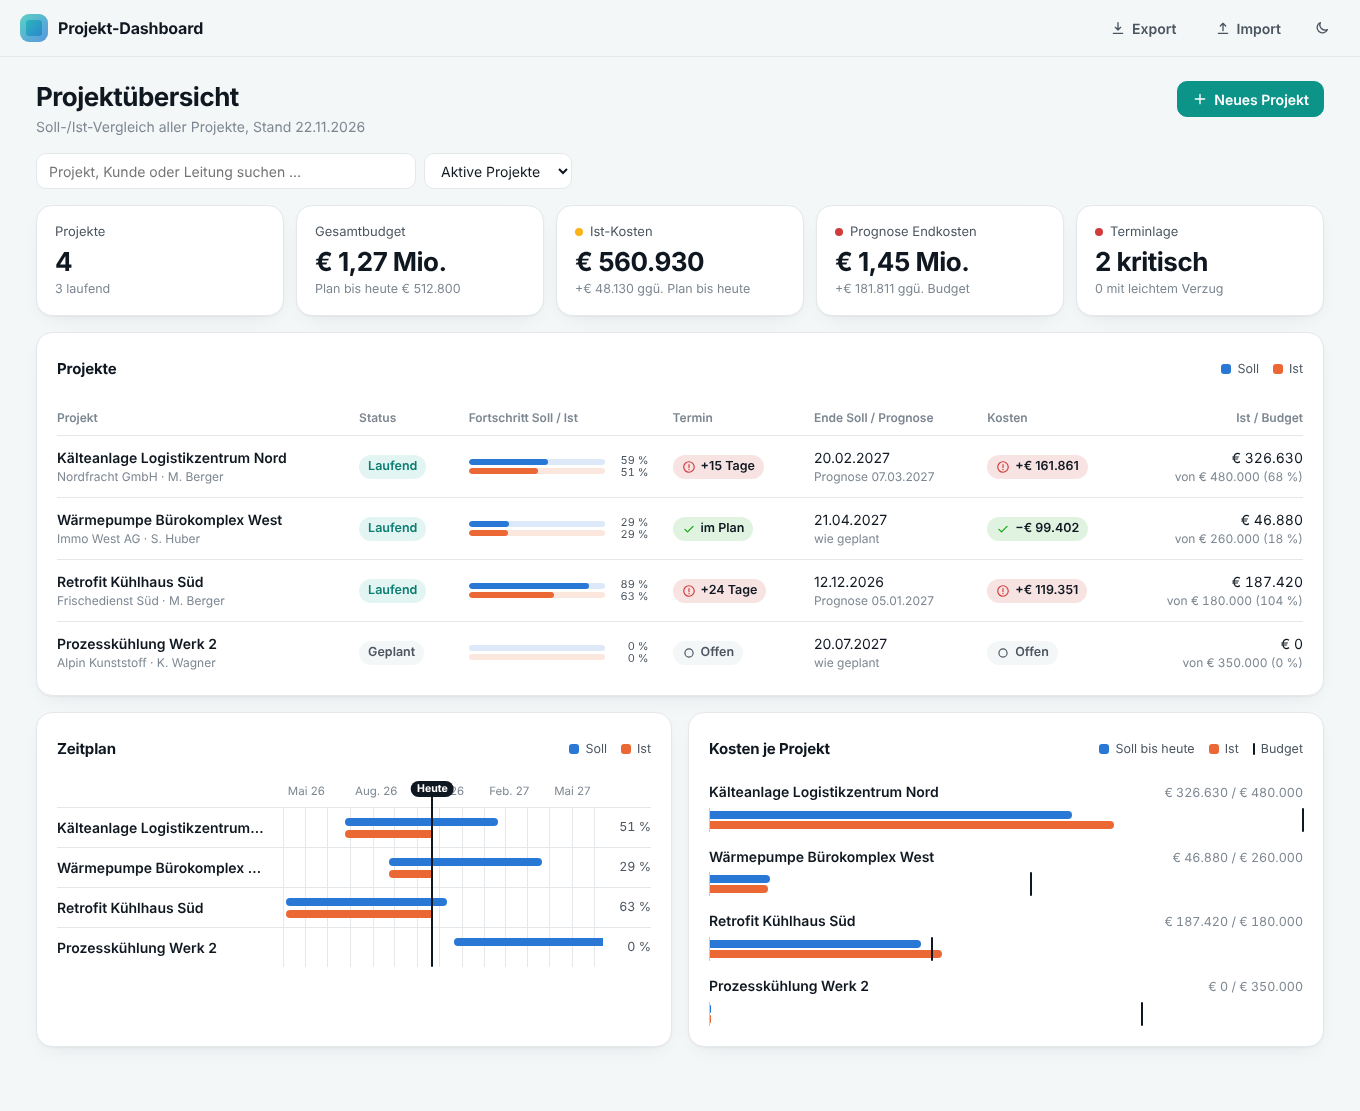 Projekt-Dashboard
Export
Import
Projektübersicht
Soll-/Ist-Vergleich aller Projekte, Stand 22.11.2026
Neues Projekt
Projekt, Kunde oder Leitung suchen ...
Aktive Projekte
Projekte
4
3 laufend
Gesamtbudget
€ 1,27 Mio.
Plan bis heute € 512.800
Ist-Kosten
€ 560.930
+€ 48.130 ggü. Plan bis heute
Prognose Endkosten
€ 1,45 Mio.
+€ 181.811 ggü. Budget
Terminlage
2 kritisch
0 mit leichtem Verzug
Projekte
Soll Ist
Projekt Status Fortschritt Soll / Ist Termin Ende Soll / Prognose Kosten Ist / Budget
Kälteanlage Logistikzentrum Nord
Nordfracht GmbH · M. Berger
Laufend
59 %
51 %
+15 Tage
20.02.2027
Prognose 07.03.2027
+€ 161.861
€ 326.630
von € 480.000 (68 %)
Wärmepumpe Bürokomplex West
Immo West AG · S. Huber
Laufend
29 %
29 %
im Plan
21.04.2027
wie geplant
−€ 99.402
€ 46.880
von € 260.000 (18 %)
Retrofit Kühlhaus Süd
Frischedienst Süd · M. Berger
Laufend
89 %
63 %
+24 Tage
12.12.2026
Prognose 05.01.2027
+€ 119.351
€ 187.420
von € 180.000 (104 %)
Prozesskühlung Werk 2
Alpin Kunststoff · K. Wagner
Geplant
0 %
0 %
Offen
20.07.2027
wie geplant
Offen
€ 0
von € 350.000 (0 %)
Zeitplan
Soll Ist
Mai 26 Aug. 26 Heute 26 Feb. 27 Mai 27
Kälteanlage Logistikzentrum... 51 %
Wärmepumpe Bürokomplex ... 29 %
Retrofit Kühlhaus Süd 63 %
Prozesskühlung Werk 2 0 %
Kosten je Projekt
Soll bis heute Ist Budget
Kälteanlage Logistikzentrum Nord € 326.630 / € 480.000
Wärmepumpe Bürokomplex West € 46.880 / € 260.000
Retrofit Kühlhaus Süd € 187.420 / € 180.000
Prozesskühlung Werk 2 € 0 / € 350.000